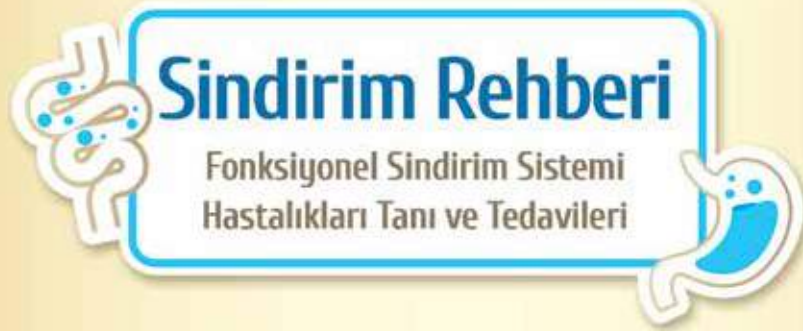 Sindirim Rehberi
Fonksiyonel Sindirim Sistemi
Hastalıkları Tanı ve Tedavileri